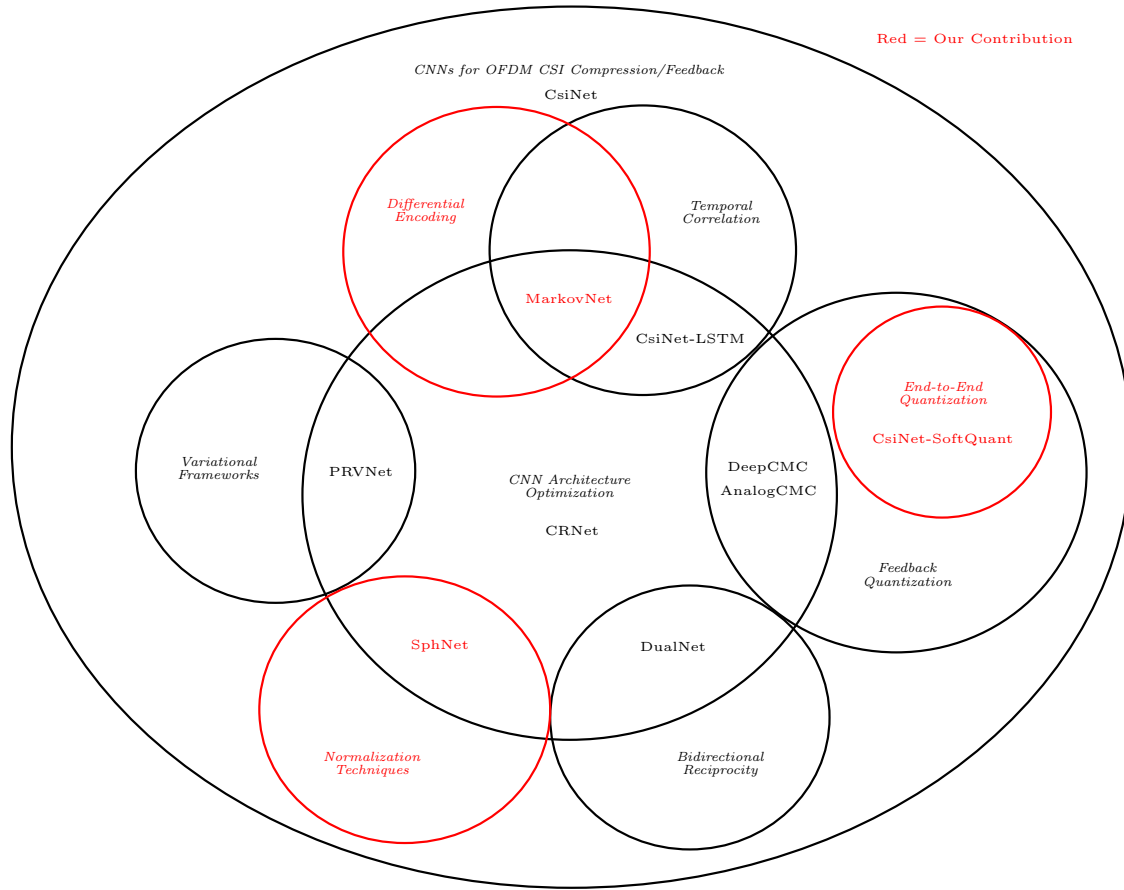 Red = Our Contribution
CNNs for OFDM CSI Compression/Feedback
CsiNet
Differential
Encoding
Temporal
Correlation
MarkovNet
CsiNet-LSTM
End-to-End
Quantization
CsiNet-SoftQuant
Variational
Frameworks
PRVNet
CNN Architecture
Optimization
CRNet
DeepCMC
AnalogCMC
Feedback
Quantization
SphNet
DualNet
Normalization
Techniques
Bidirectional
Reciprocity